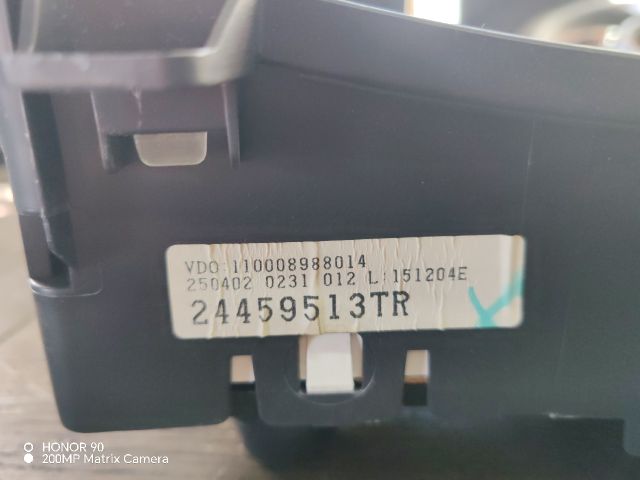 VDO:110008988014
250402 0231 012 L:151204E
24459513TR
HONOR 90
200MP Matrix Camera